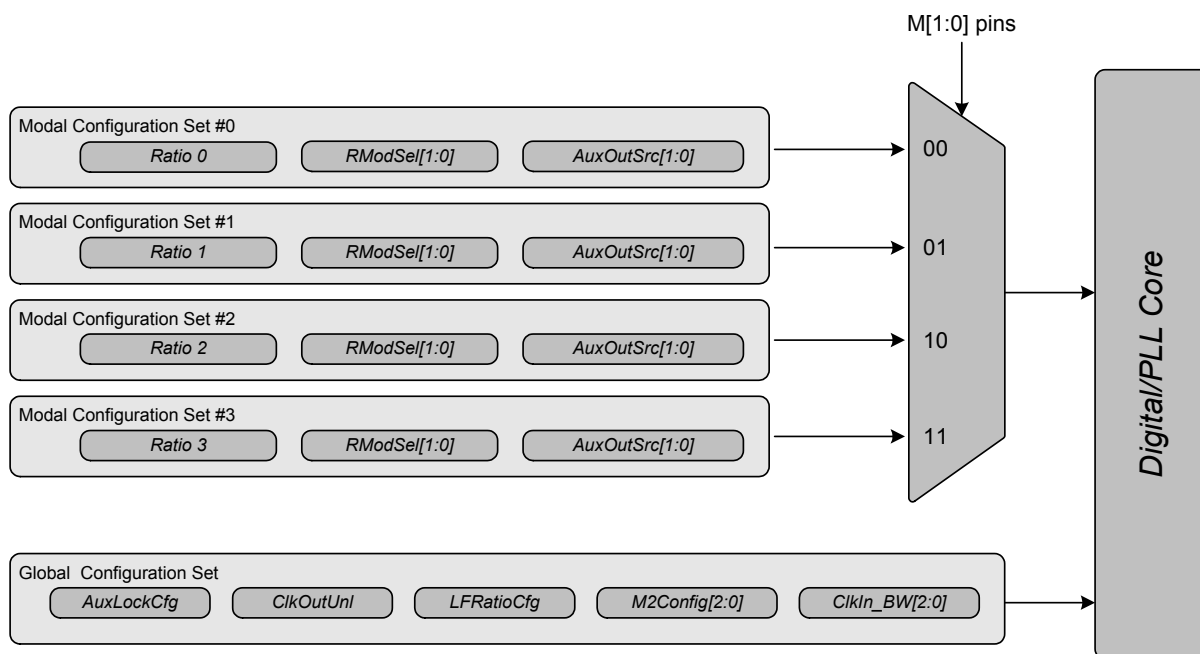 M[1:0] pins
Modal Configuration Set #0
Ratio 0 RModSel[1:0] AuxOutSrc[1:0]
00
Modal Configuration Set #1
Ratio 1 RModSel[1:0] AuxOutSrc[1:0]
01
Modal Configuration Set #2
Ratio 2 RModSel[1:0] AuxOutSrc[1:0]
10
Modal Configuration Set #3
Ratio 3 RModSel[1:0] AuxOutSrc[1:0]
11
Digital/PLL Core
Global Configuration Set
AuxLockCfg ClkOutUnl LFRatioCfg M2Config[2:0] ClkIn_BW[2:0]